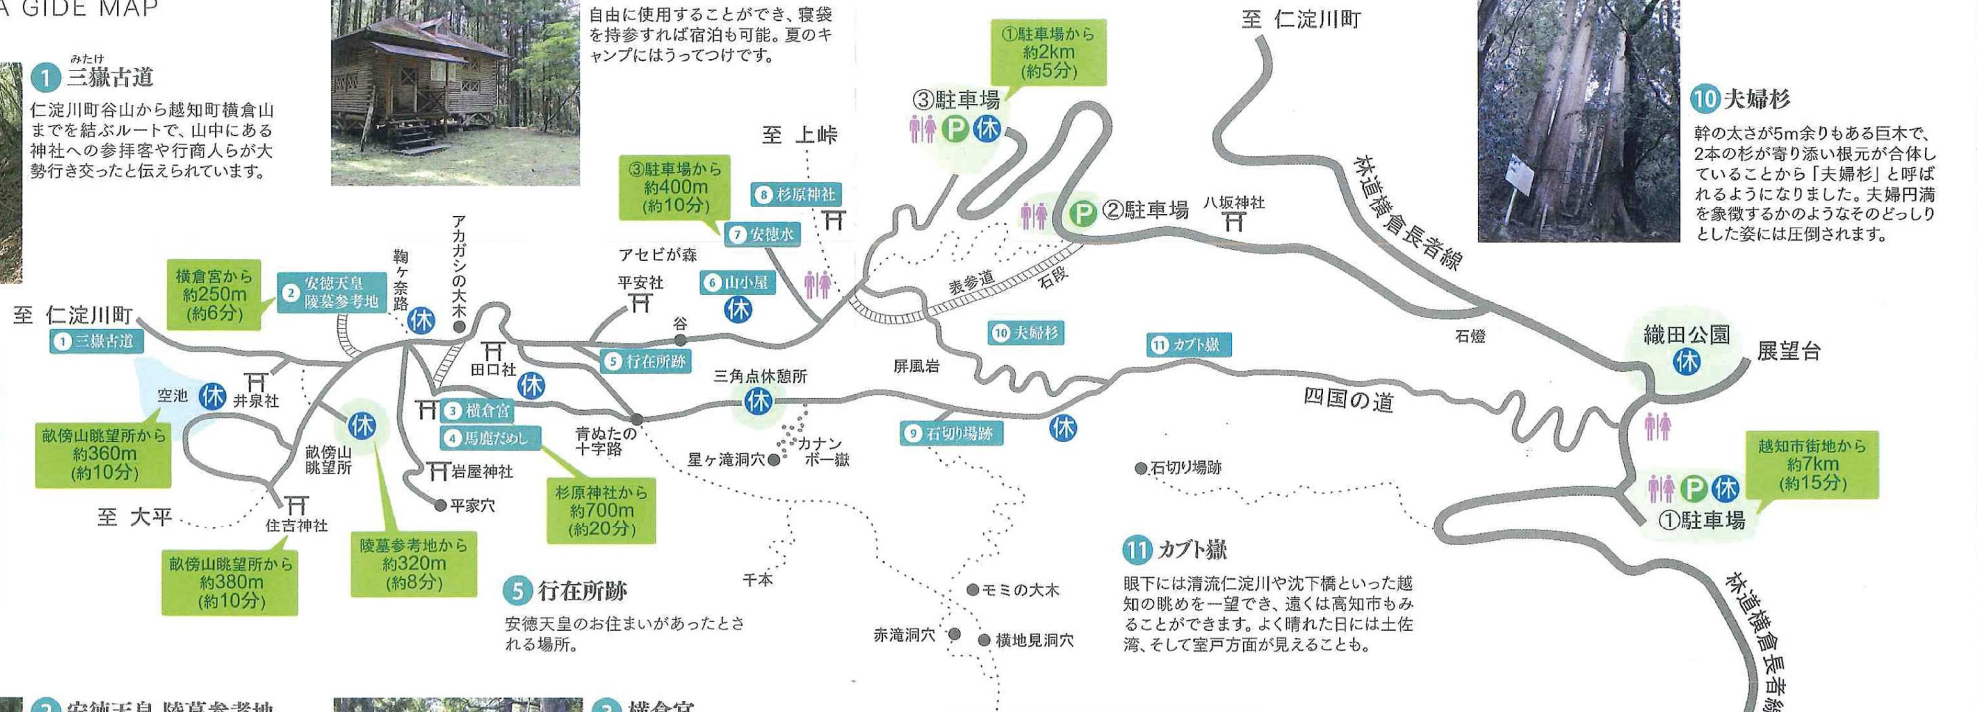 A GIDE MAP
みたけ
1 三嶽古道
仁淀川町谷山から越知町横倉山
までを結ぶルートで、山中にある
神社への参拝客や行商人らが大
勢行き交ったと伝えられています。
自由に使用することができ、寝袋
を持参すれば宿泊も可能。夏のキ
ャンプにはうってつけです。
①駐車場から
約2km
(約5分)
③駐車場
P 休
至 仁淀川町
10 夫婦杉
幹の太さが5m余りもある巨木で、
2本の杉が寄り添い根元が合体し
ていることから「夫婦杉」と呼ば
れるようになりました。夫婦円満
を象徴するかのようなそのどっしり
とした姿には圧倒されます。
至 上峠
③駐車場から
約400m
(約10分)
8 杉原神社
7 安徳水
P ②駐車場
八坂神社
林道横倉長者線
アカガシの大木
鞠ヶ奈路
アセビが森
平安社
6 山小屋
休
表参道
石段
横倉宮から
約250m
(約6分)
2 安徳天皇
陵墓参考地
休
至 仁淀川町
1 三嶽古道
谷
田口社
5 行在所跡
休
10 夫婦杉
屏風岩
11 カブト嶽
石燈
織田公園
休
展望台
空池
休
井泉社
三角点休憩所
休
四国の道
3 横倉宮
4 馬鹿だめし
青ぬたの
十字路
9 石切り場跡
休
畝傍山眺望所から
約360m
(約10分)
休
畝傍山
眺望所
岩屋神社
平家穴
星ヶ滝洞穴
カナン
ボー嶽
石切り場跡
越知市街地から
約7km
(約15分)
P 休
①駐車場
至 大平
住吉神社
杉原神社から
約700m
(約20分)
陵墓参考地から
約320m
(約8分)
畝傍山眺望所から
約380m
(約10分)
5 行在所跡
安徳天皇のお住まいがあったとさ
れる場所。
千本
モミの大木
赤滝洞穴
横地見洞穴
11 カブト嶽
眼下には清流仁淀川や沈下橋といった越
知の眺めを一望でき、遠くは高知市もみ
ることができます。よく晴れた日には土佐
湾、そして室戸方面が見えることも。
林道横倉長者線
2 安徳天皇 陵墓参考地
3 横倉宮